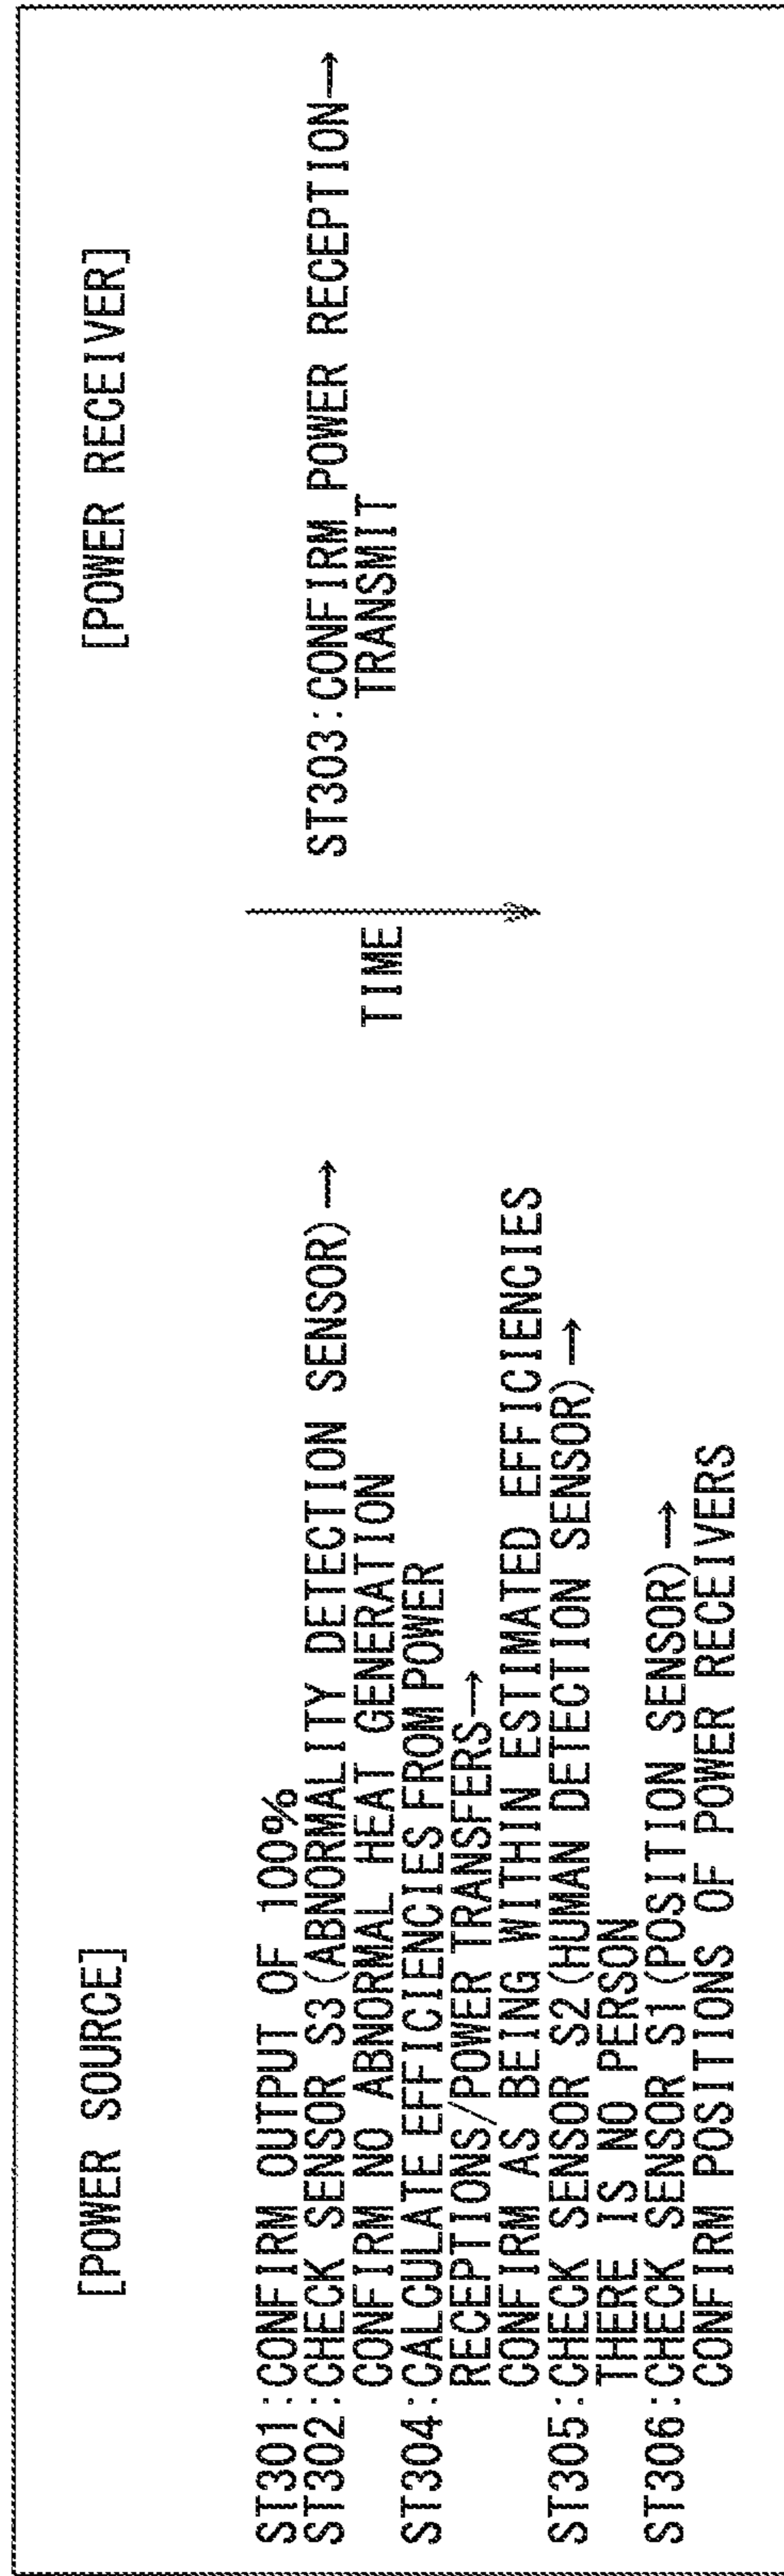 [POWER SOURCE]
[POWER RECEIVER]
ST301:CONFIRM OUTPUT OF 100%
ST302:CHECK SENSOR S3(ABNORMALITY DETECTION SENSOR)→
CONFIRM NO ABNORMAL HEAT GENERATION
ST304:CALCULATE EFFICIENCIES FROM POWER
RECEPTIONS/POWER TRANSFERS→
CONFIRM AS BEING WITHIN ESTIMATED EFFICIENCIES
ST305:CHECK SENSOR S2(HUMAN DETECTION SENSOR)→
THERE IS NO PERSON
ST306:CHECK SENSOR S1(POSITION SENSOR)→
CONFIRM POSITIONS OF POWER RECEIVERS
TIME
ST303:CONFIRM POWER RECEPTION→
TRANSMIT